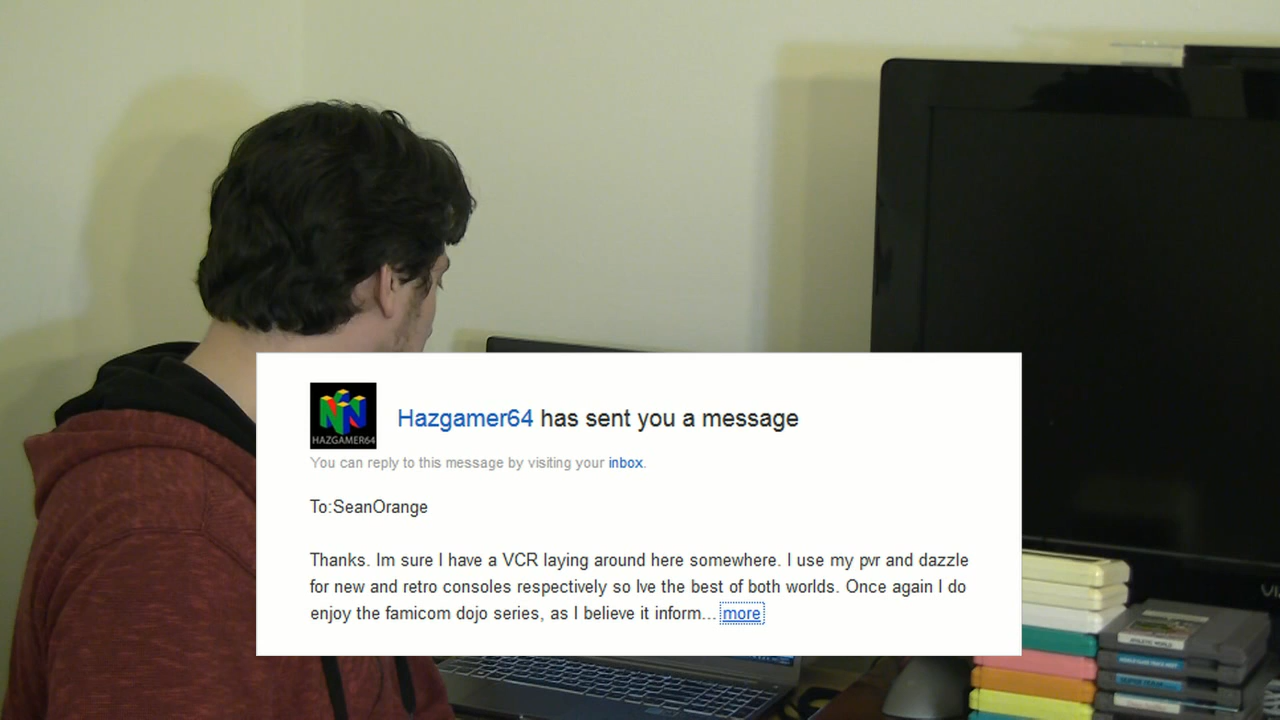 Hazgamer64 has sent you a message
HAZGAMER64
You can reply to this message by visiting your inbox.
To:SeanOrange
Thanks. Im sure I have a VCR laying around here somewhere. I use my pvr and dazzle
for new and retro consoles respectively so Ive the best of both worlds. Once again I do
enjoy the famicom dojo series, as I believe it inform... more